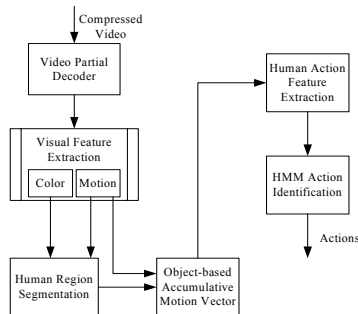 Compressed
Video
Video Partial
Decoder
Visual Feature
Extraction
Color
Motion
Human Region
Segmentation
Object-based
Accumulative
Motion Vector
Human Action
Feature
Extraction
HMM Action
Identification
Actions